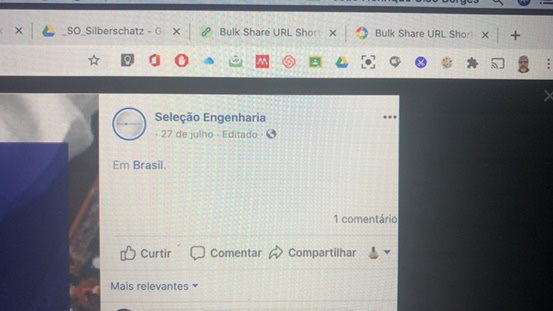 _SO_Silberschatz - G
Bulk Share URL Shor
Bulk Share URL Shor
Seleção Engenharia
27 de julho · Editado ·
Em Brasil.
1 comentário
Curtir
Comentar
Compartilhar
Mais relevantes